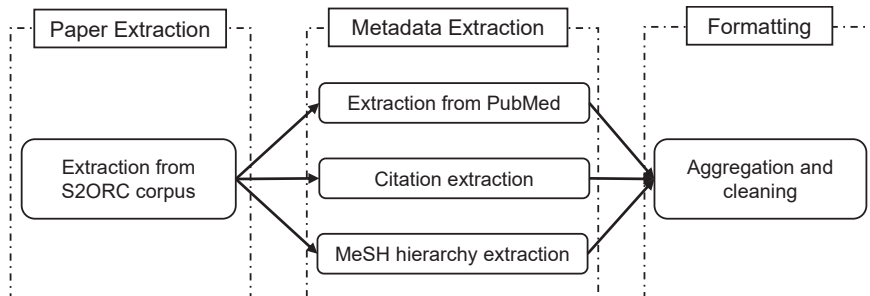 Paper Extraction
Metadata Extraction
Formatting
Extraction from
S2ORC corpus
Extraction from PubMed
Citation extraction
MeSH hierarchy extraction
Aggregation and
cleaning